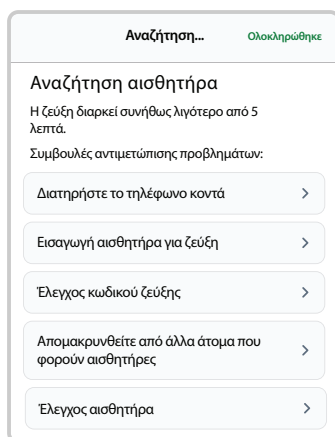 Αναζήτηση... Ολοκληρώθηκε
Αναζήτηση αισθητήρα
Η ζεύξη διαρκεί συνήθως λιγότερο από 5
λεπτά.
Συμβουλές αντιμετώπισης προβλημάτων:
Διατηρήστε το τηλέφωνο κοντά
Εισαγωγή αισθητήρα για ζεύξη
Έλεγχος κωδικού ζεύξης
Απομακρυνθείτε από άλλα άτομα που
φορούν αισθητήρες
Έλεγχος αισθητήρα